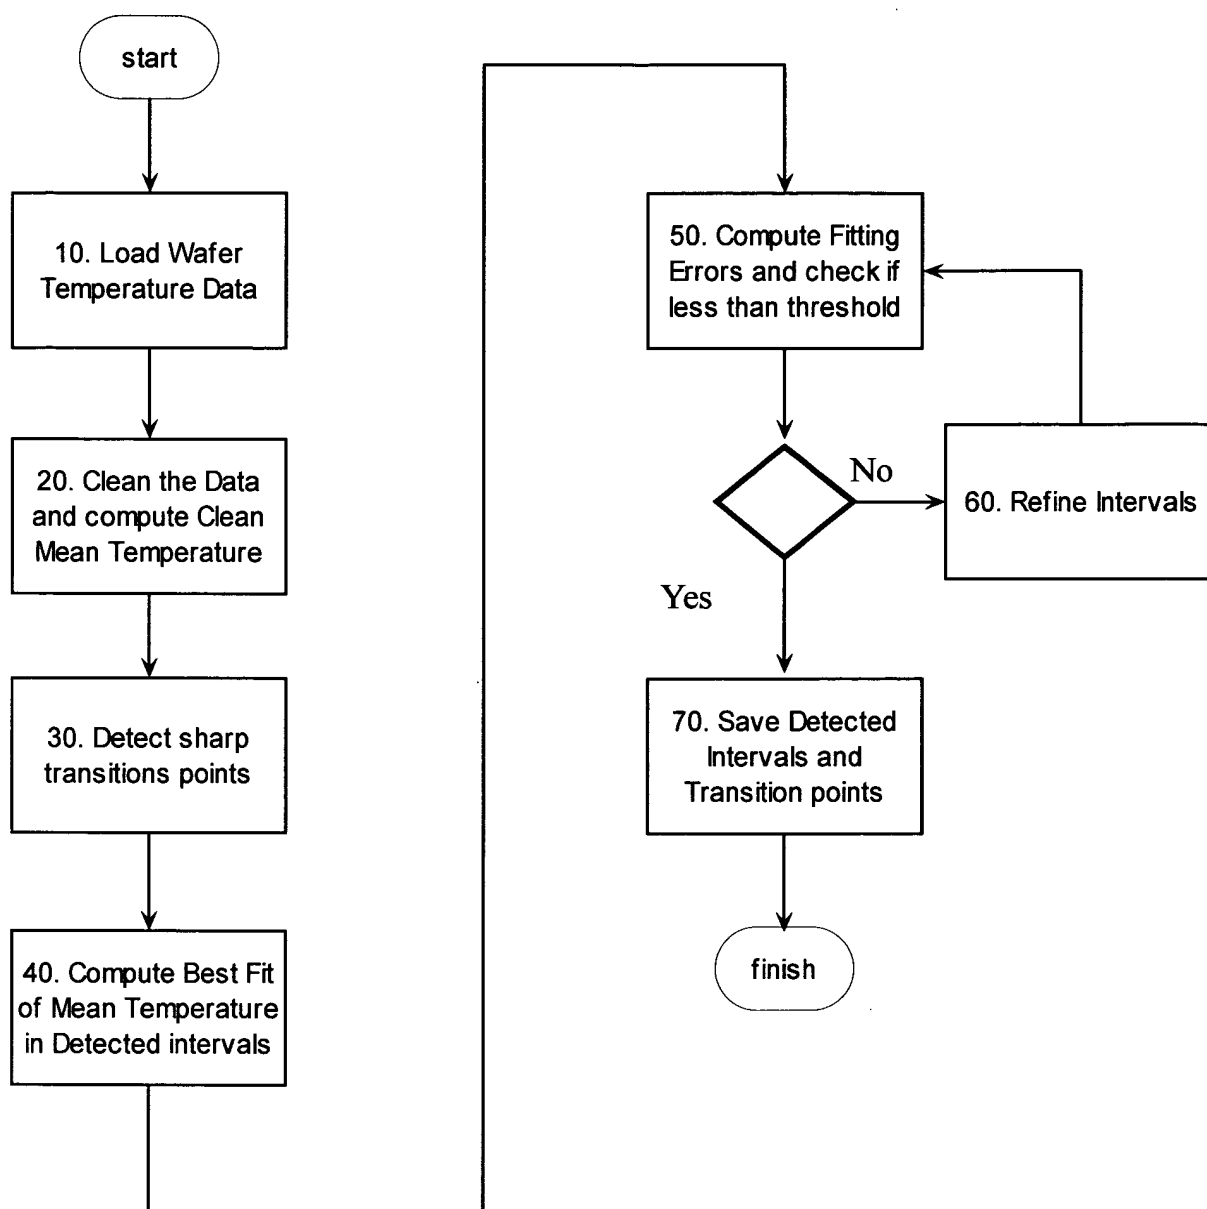 start
10. Load Wafer
Temperature Data
20. Clean the Data
and compute Clean
Mean Temperature
30. Detect sharp
transitions points
40. Compute Best Fit
of Mean Temperature
in Detected intervals
50. Compute Fitting
Errors and check if
less than threshold
No
60. Refine Intervals
Yes
70. Save Detected
Intervals and
Transition points
finish